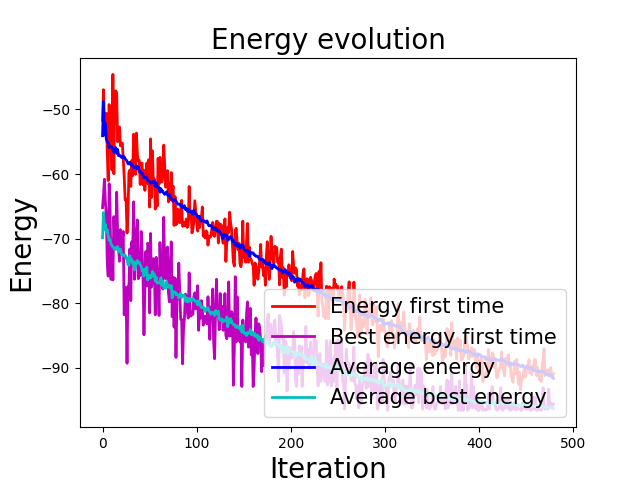 Energy evolution
Energy
−50
−60
−70
−80
−90
Energy first time
Best energy first time
Average energy
Average best energy
0
100
200
300
400
500
Iteration